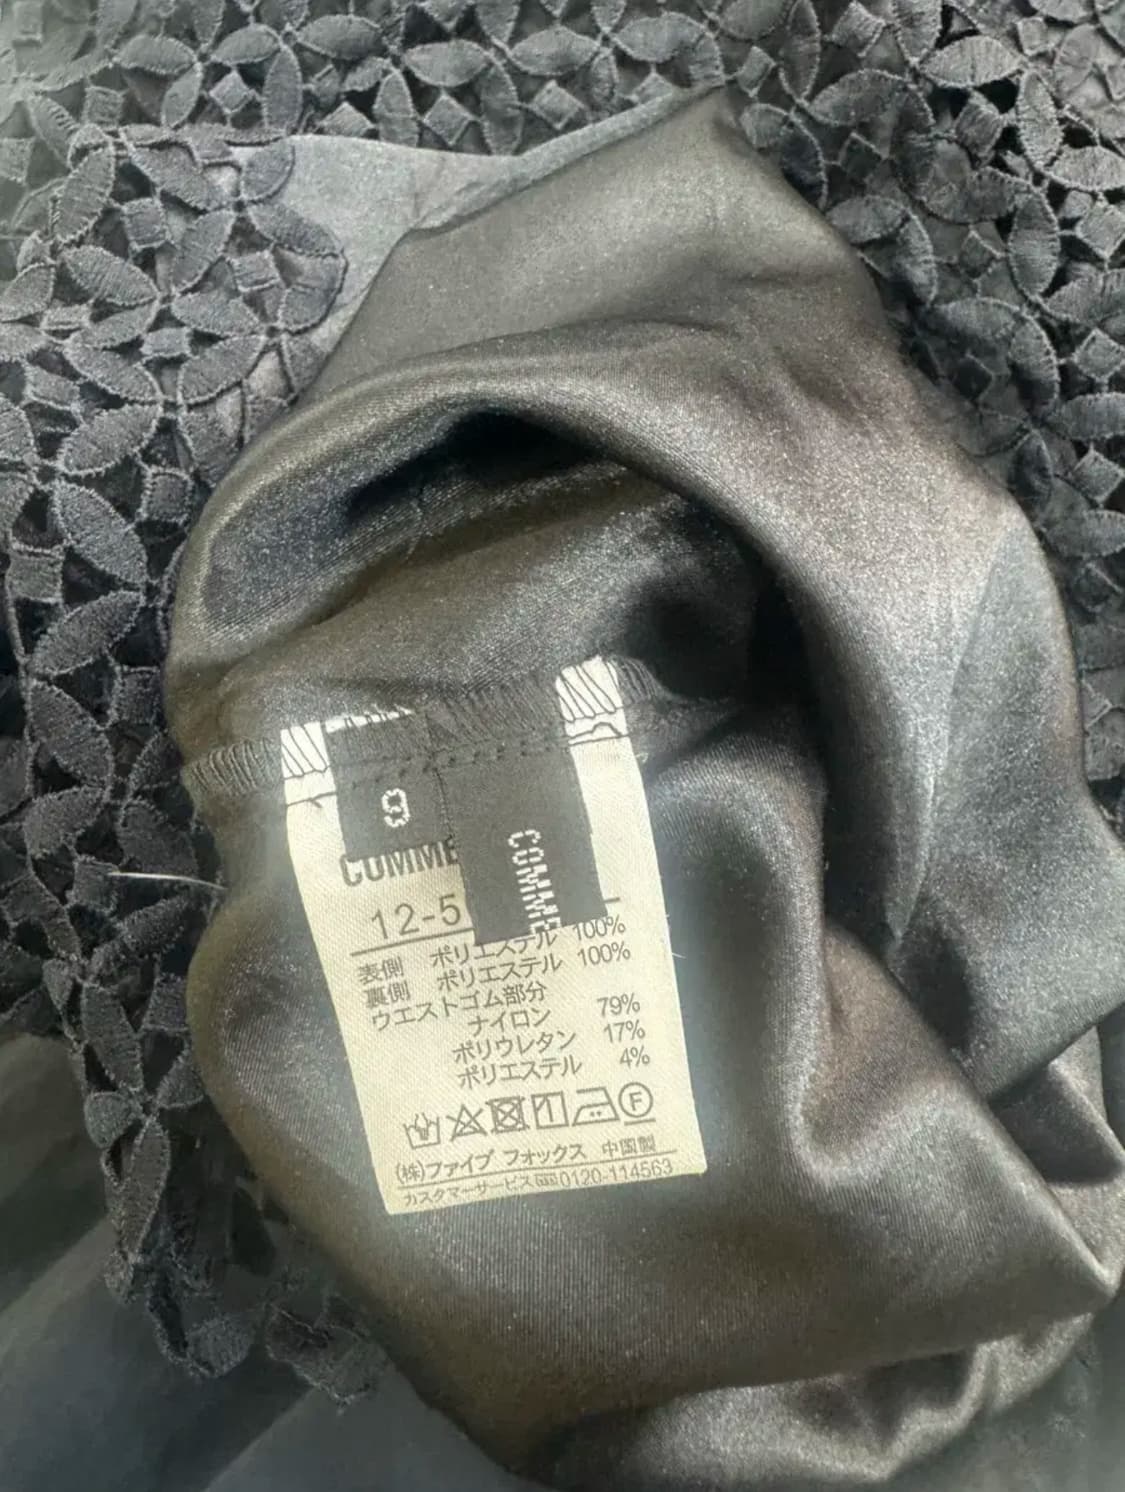 9
COMME
COMME
12-5
表側 ポリエステル 100%
裏側 ポリエステル 100%
ウエストゴム部分
ナイロン 79%
ポリウレタン 17%
ポリエステル 4%
F
(株)ファイブ フォックス 中国製
カスタマーサービス 0120-114563